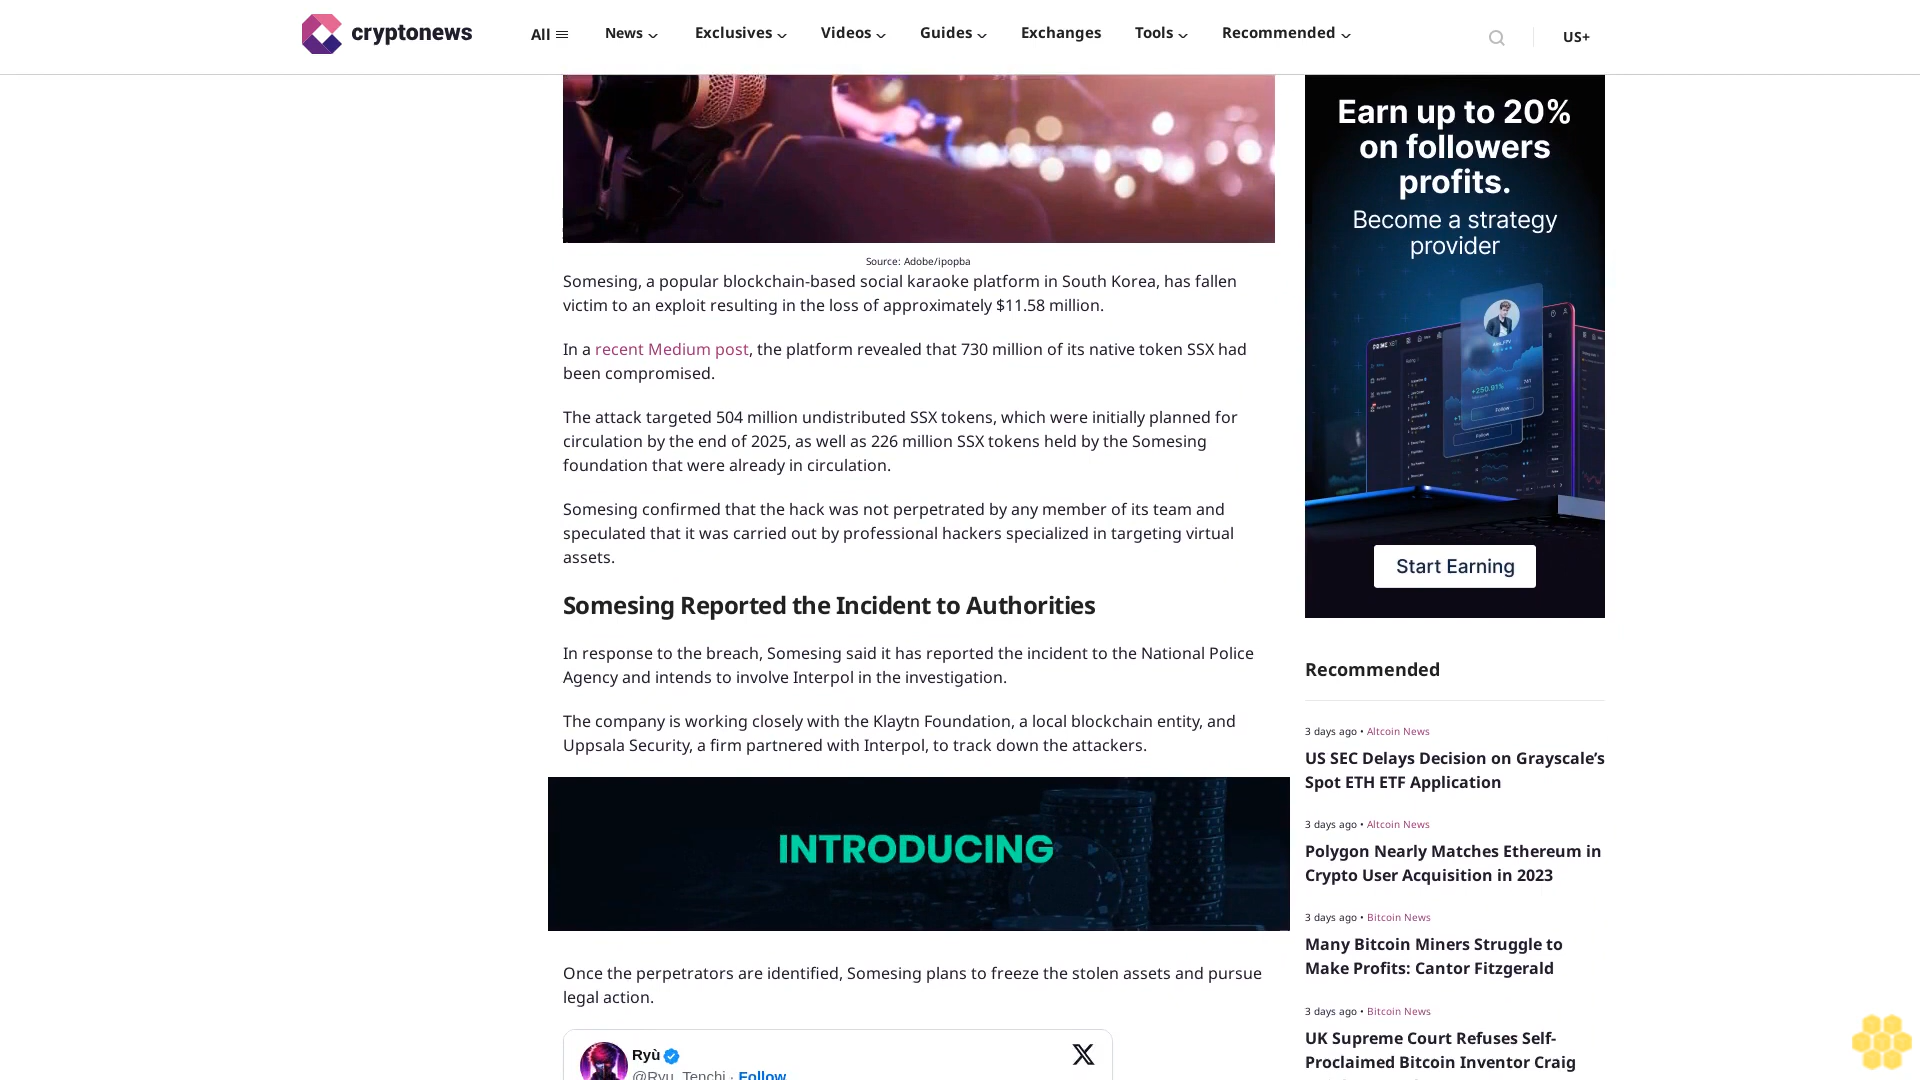 cryptonews
All
News
Exclusives
Videos
Guides
Exchanges
Tools
Recommended
US+
Source: Adobe/ipopba
Somesing, a popular blockchain-based social karaoke platform in South Korea, has fallen
victim to an exploit resulting in the loss of approximately $11.58 million.
In a recent Medium post, the platform revealed that 730 million of its native token SSX had
been compromised.
The attack targeted 504 million undistributed SSX tokens, which were initially planned for
circulation by the end of 2025, as well as 226 million SSX tokens held by the Somesing
foundation that were already in circulation.
Somesing confirmed that the hack was not perpetrated by any member of its team and
speculated that it was carried out by professional hackers specialized in targeting virtual
assets.
Somesing Reported the Incident to Authorities
In response to the breach, Somesing said it has reported the incident to the National Police
Agency and intends to involve Interpol in the investigation.
The company is working closely with the Klaytn Foundation, a local blockchain entity, and
Uppsala Security, a firm partnered with Interpol, to track down the attackers.
INTRODUCING
Once the perpetrators are identified, Somesing plans to freeze the stolen assets and pursue
legal action.
Ryù
@Ryu_Tenchi · Follow
Earn up to 20%
on followers
profits.
Become a strategy
provider
+250.91%
Follow
Follow
Start Earning
Recommended
3 days ago • Altcoin News
US SEC Delays Decision on Grayscale’s
Spot ETH ETF Application
3 days ago • Altcoin News
Polygon Nearly Matches Ethereum in
Crypto User Acquisition in 2023
3 days ago • Bitcoin News
Many Bitcoin Miners Struggle to
Make Profits: Cantor Fitzgerald
3 days ago • Bitcoin News
UK Supreme Court Refuses Self-
Proclaimed Bitcoin Inventor Craig